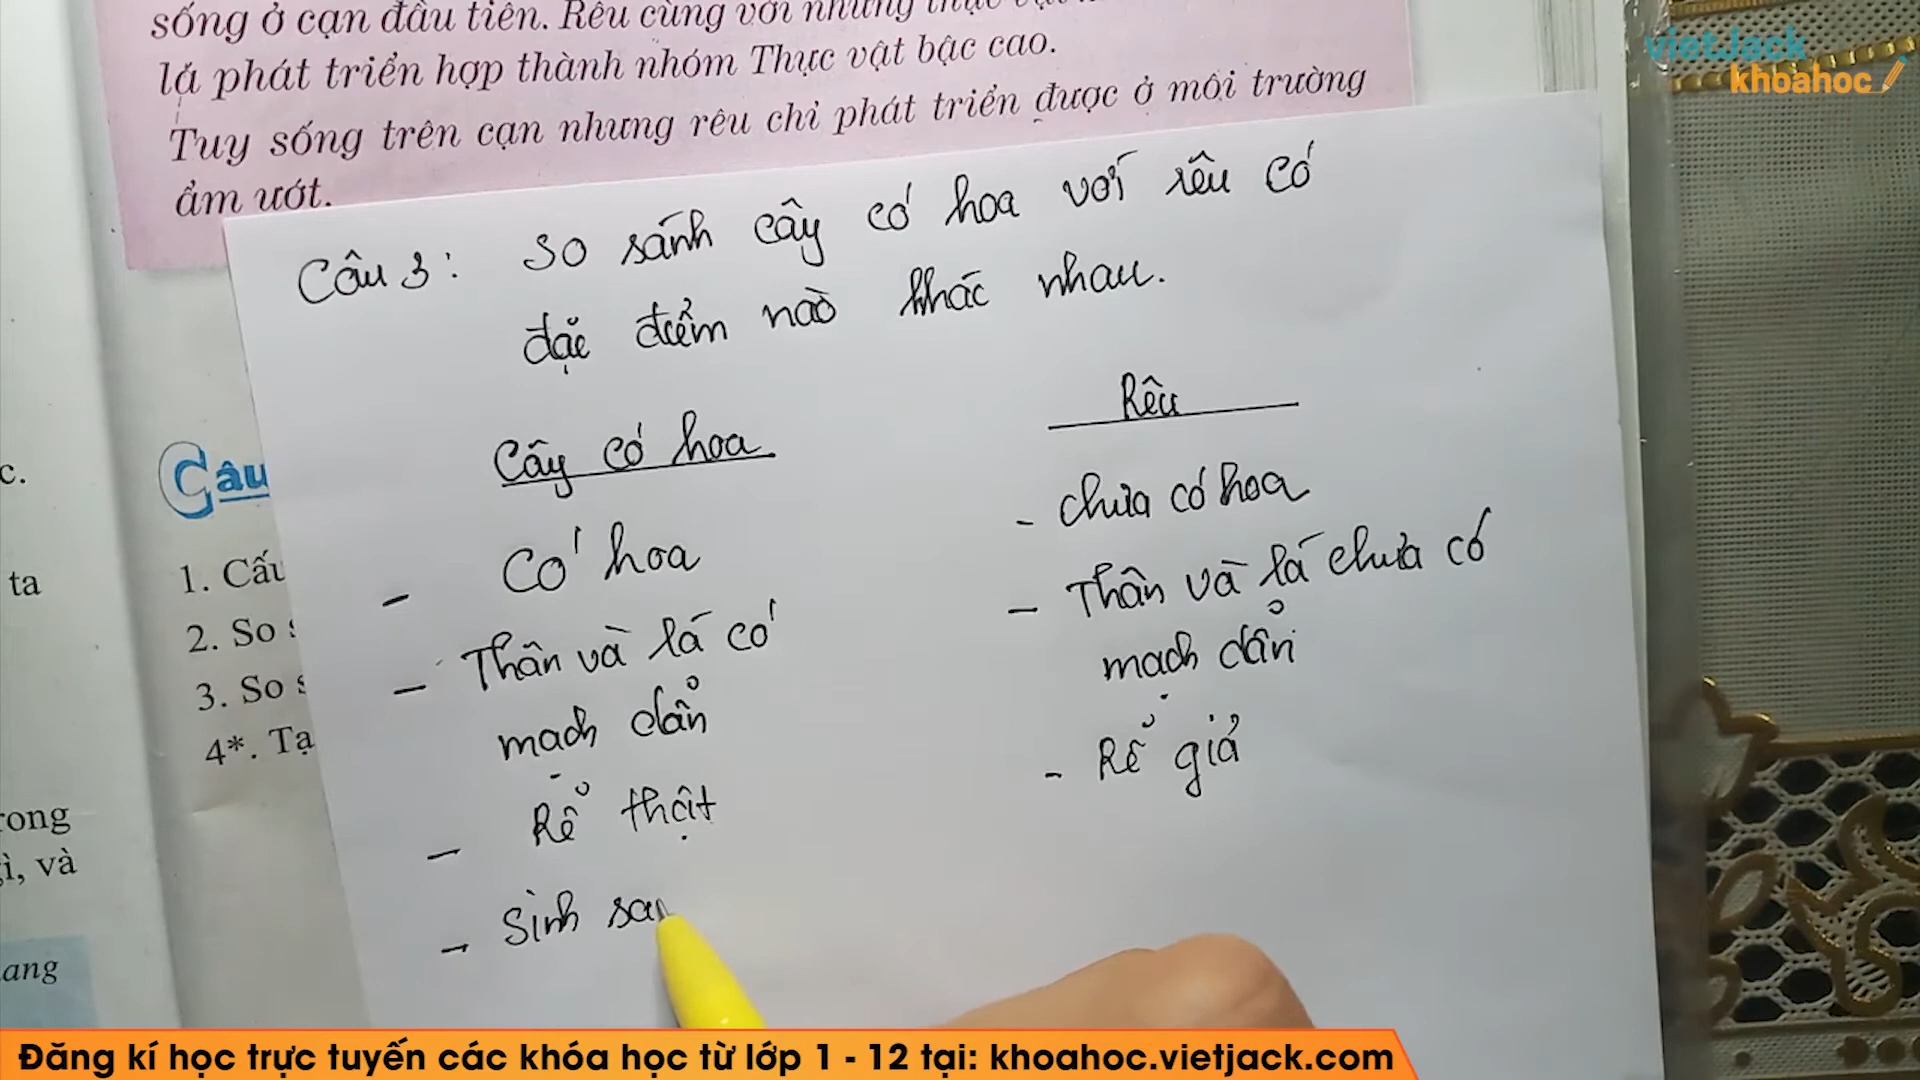 sống ở cạn đầu tiên. Rêu cùng với những thực
lá phát triển hợp thành nhóm Thực vật bậc cao.
Tuy sống trên cạn nhưng rêu chỉ phát triển được ở môi trường
ẩm ướt.
vietJack
khoahoc
Câu 3: So sánh cây có hoa với rêu có
đặc điểm nào khác nhau.
Cây có hoa
Rêu
- Có hoa
- chưa có hoa
- Thân và lá có
mạch dẫn
- Thân và lá chưa có
mạch dẫn
- Rễ thật
- Rễ giả
- Sinh sa
c.
ta
rong
ì, và
ang
Câu
1. Cấu
2. So s
3. So s
4*. Tạ
Đăng kí học trực tuyến các khóa học từ lớp 1 - 12 tại: khoahoc.vietjack.com